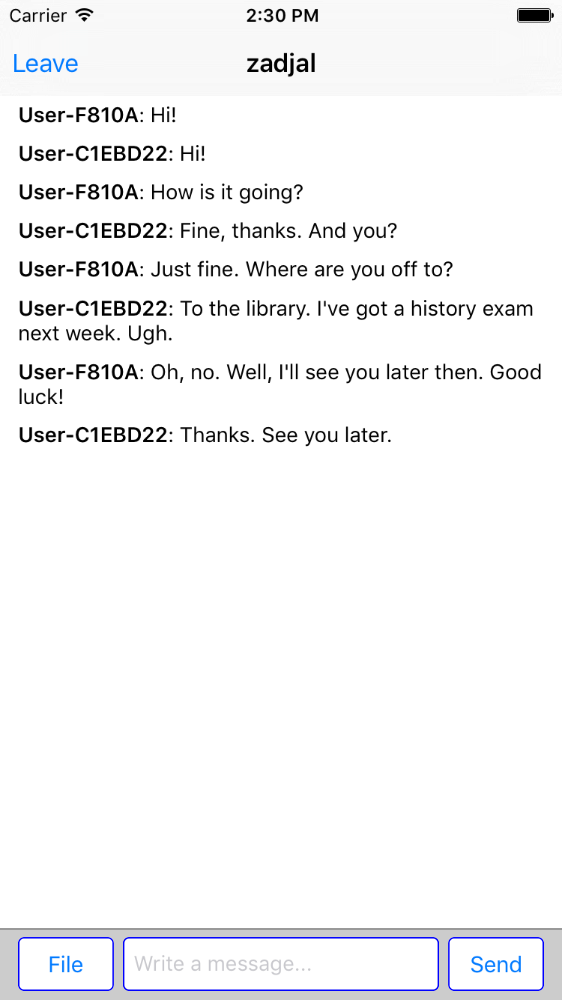 Carrier 2:30 PM
Leave zadjal
User-F810A: Hi!
User-C1EBD22: Hi!
User-F810A: How is it going?
User-C1EBD22: Fine, thanks. And you?
User-F810A: Just fine. Where are you off to?
User-C1EBD22: To the library. I've got a history exam
next week. Ugh.
User-F810A: Oh, no. Well, I'll see you later then. Good
luck!
User-C1EBD22: Thanks. See you later.
File Write a message... Send